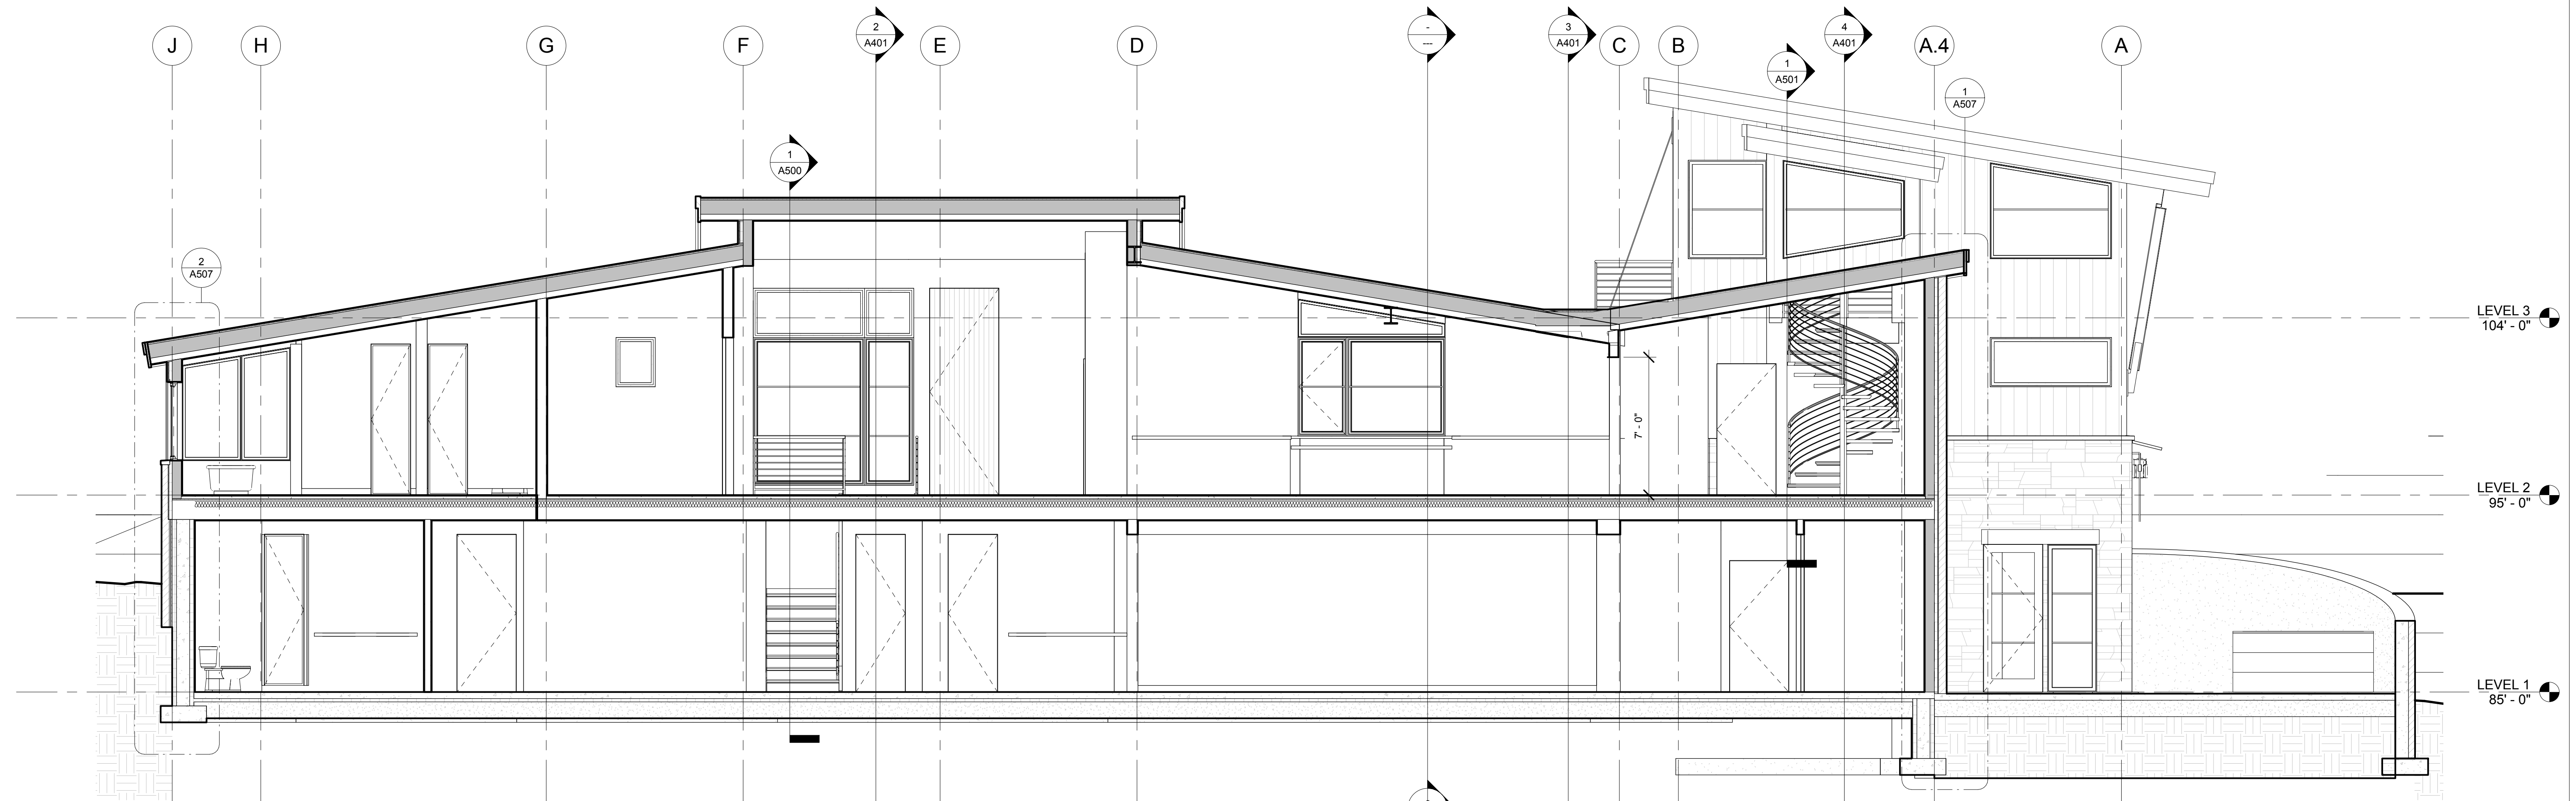 J
H
G
F
2
A401
E
D
-
---
3
A401
C
B
1
A501
4
A401
A.4
1
A507
A
1
A500
2
A507
LEVEL 3
104' - 0"
7' - 0"
LEVEL 2
95' - 0"
LEVEL 1
85' - 0"